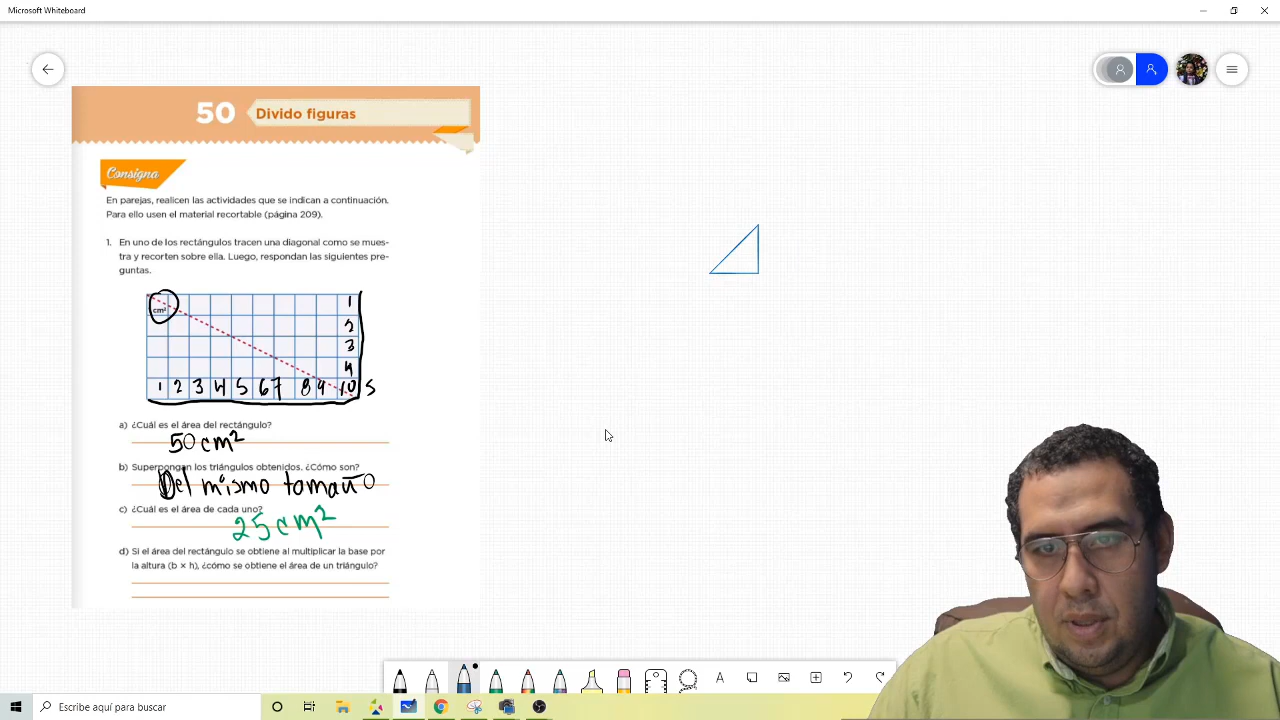 Microsoft Whiteboard
50 Divido figuras
Consigna
En parejas, realicen las actividades que se indican a continuación.
Para ello usen el material recortable (página 209).
1. En uno de los rectángulos tracen una diagonal como se mues-
tra y recorten sobre ella. Luego, respondan las siguientes pre-
guntas.
1
cm²
2
3
4
1 2 3 4 5 6 7 8 9 10 5
a) ¿Cuál es el área del rectángulo?
50 cm²
b) Superpongan los triángulos obtenidos. ¿Cómo son?
Del mismo tamaño
c) ¿Cuál es el área de cada uno?
25 cm²
d) Si el área del rectángulo se obtiene al multiplicar la base por
la altura (b × h), ¿cómo se obtiene el área de un triángulo?
A
Escribe aquí para buscar